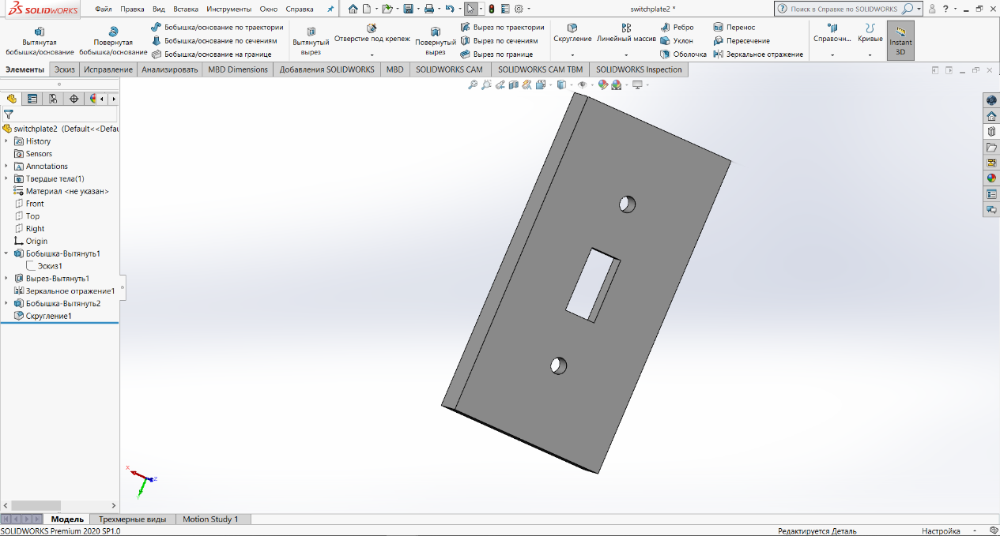 SOLIDWORKS
Файл Правка Вид Вставка Инструменты SOLIDWORKS Окно Справка
switchplate2 *
Поиск в Справке по SOLIDWORKS
Вытянутая бобышка/основание
Повернутая бобышка/основание
Бобышка/основание по траектории
Бобышка/основание по сечениям
Бобышка/основание на границе
Вытянутый вырез
Отверстие под крепеж
Повернутый вырез
Вырез по траектории
Вырез по сечениям
Вырез по границе
Скругление
Линейный массив
Ребро
Уклон
Оболочка
Перенос
Пересечение
Зеркальное отражение
Справочн...
Кривые
Instant 3D
Элементы Эскиз Исправление Анализировать MBD Dimensions Добавления SOLIDWORKS MBD SOLIDWORKS CAM SOLIDWORKS CAM TBM SOLIDWORKS Inspection
switchplate2 (Default<<Defau
History
Sensors
Annotations
Твердые тела(1)
Материал <не указан>
Front
Top
Right
Origin
Бобышка-Вытянуть1
Эскиз1
Вырез-Вытянуть1
Зеркальное отражение1
Бобышка-Вытянуть2
Скругление1
X
Z
Y
Модель Трехмерные виды Motion Study 1
SOLIDWORKS Premium 2020 SP1.0
Редактируется Деталь
Настройка